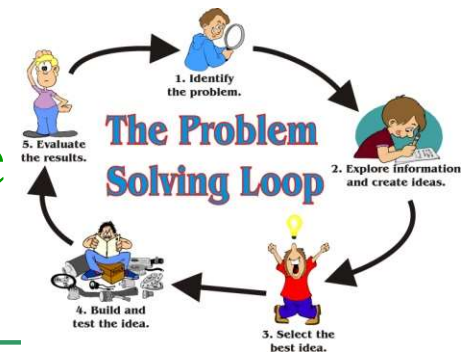 The Problem
Solving Loop
1. Identify
the problem.
2. Explore information
and create ideas.
3. Select the
best idea.
4. Build and
test the idea.
5. Evaluate
the results.